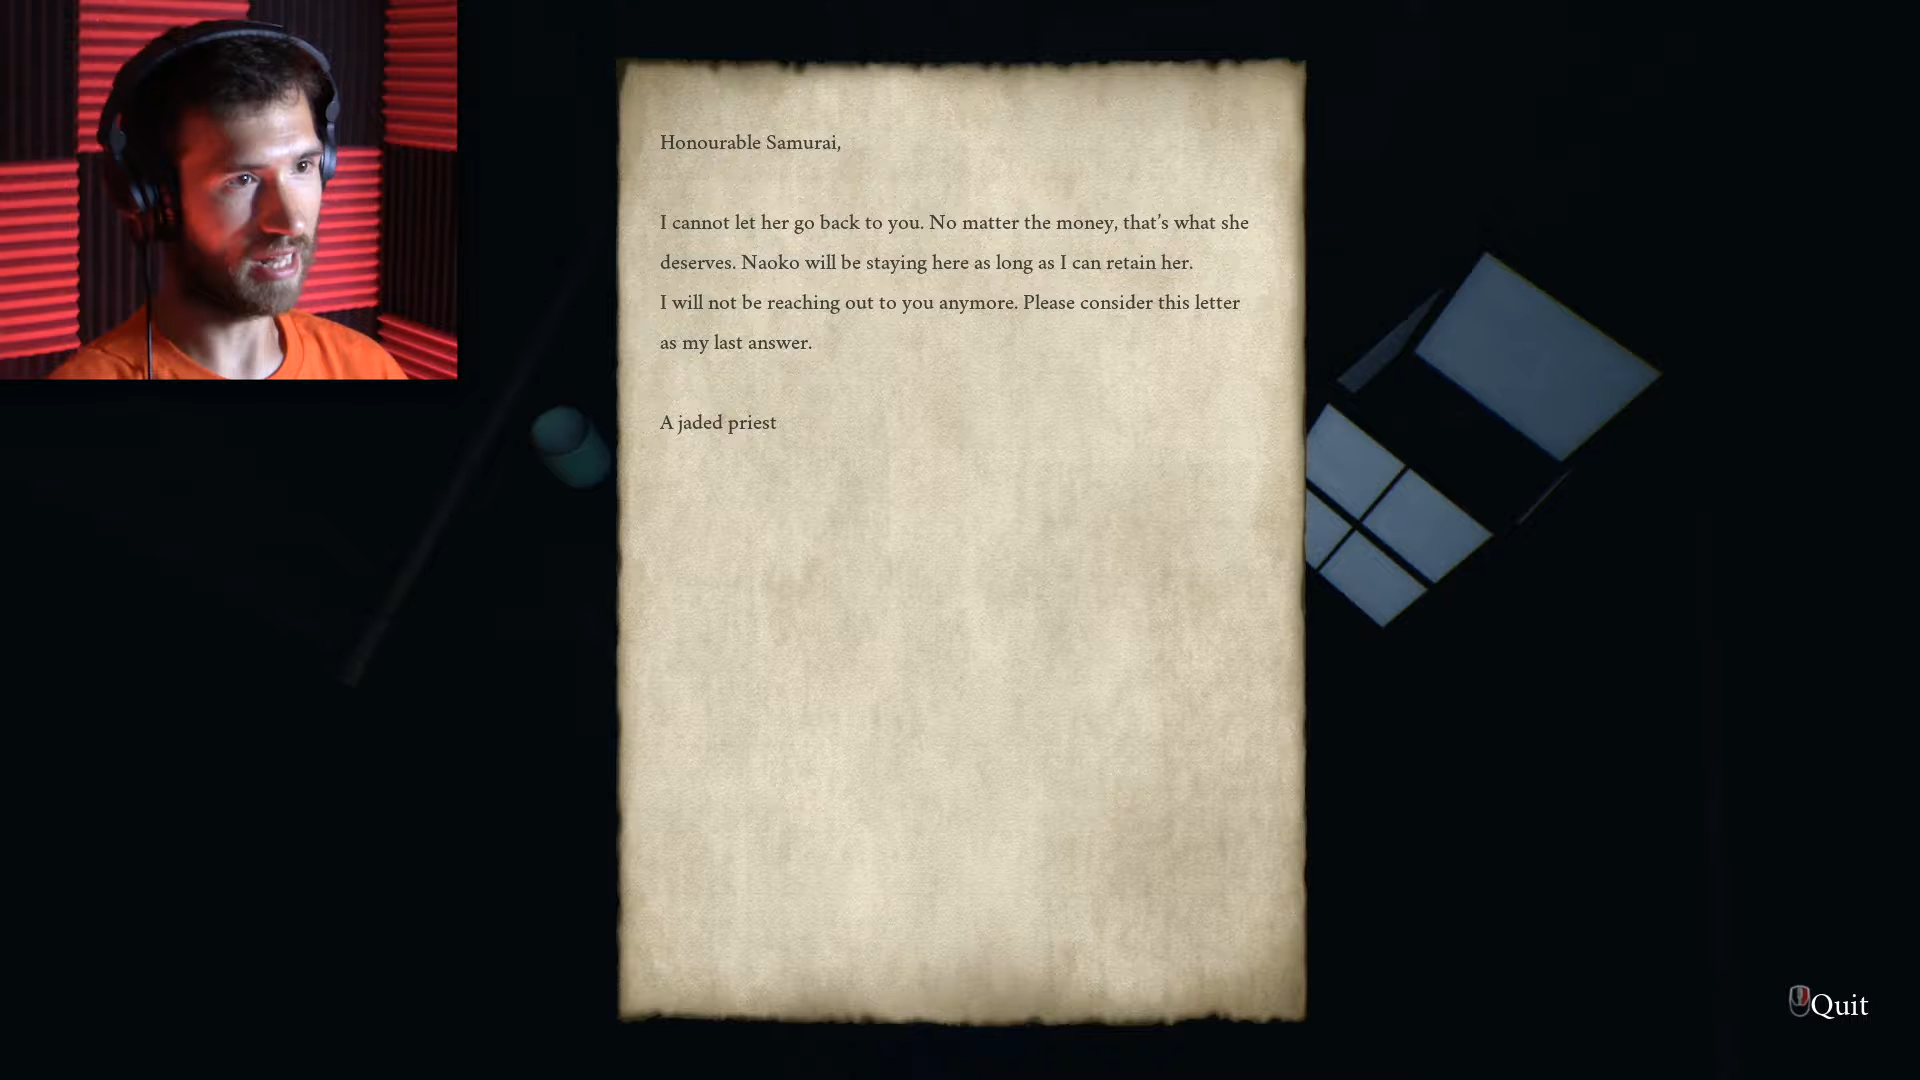 Honourable Samurai,
I cannot let her go back to you. No matter the money, that's what she
deserves. Naoko will be staying here as long as I can retain her.
I will not be reaching out to you anymore. Please consider this letter
as my last answer.
A jaded priest
Quit